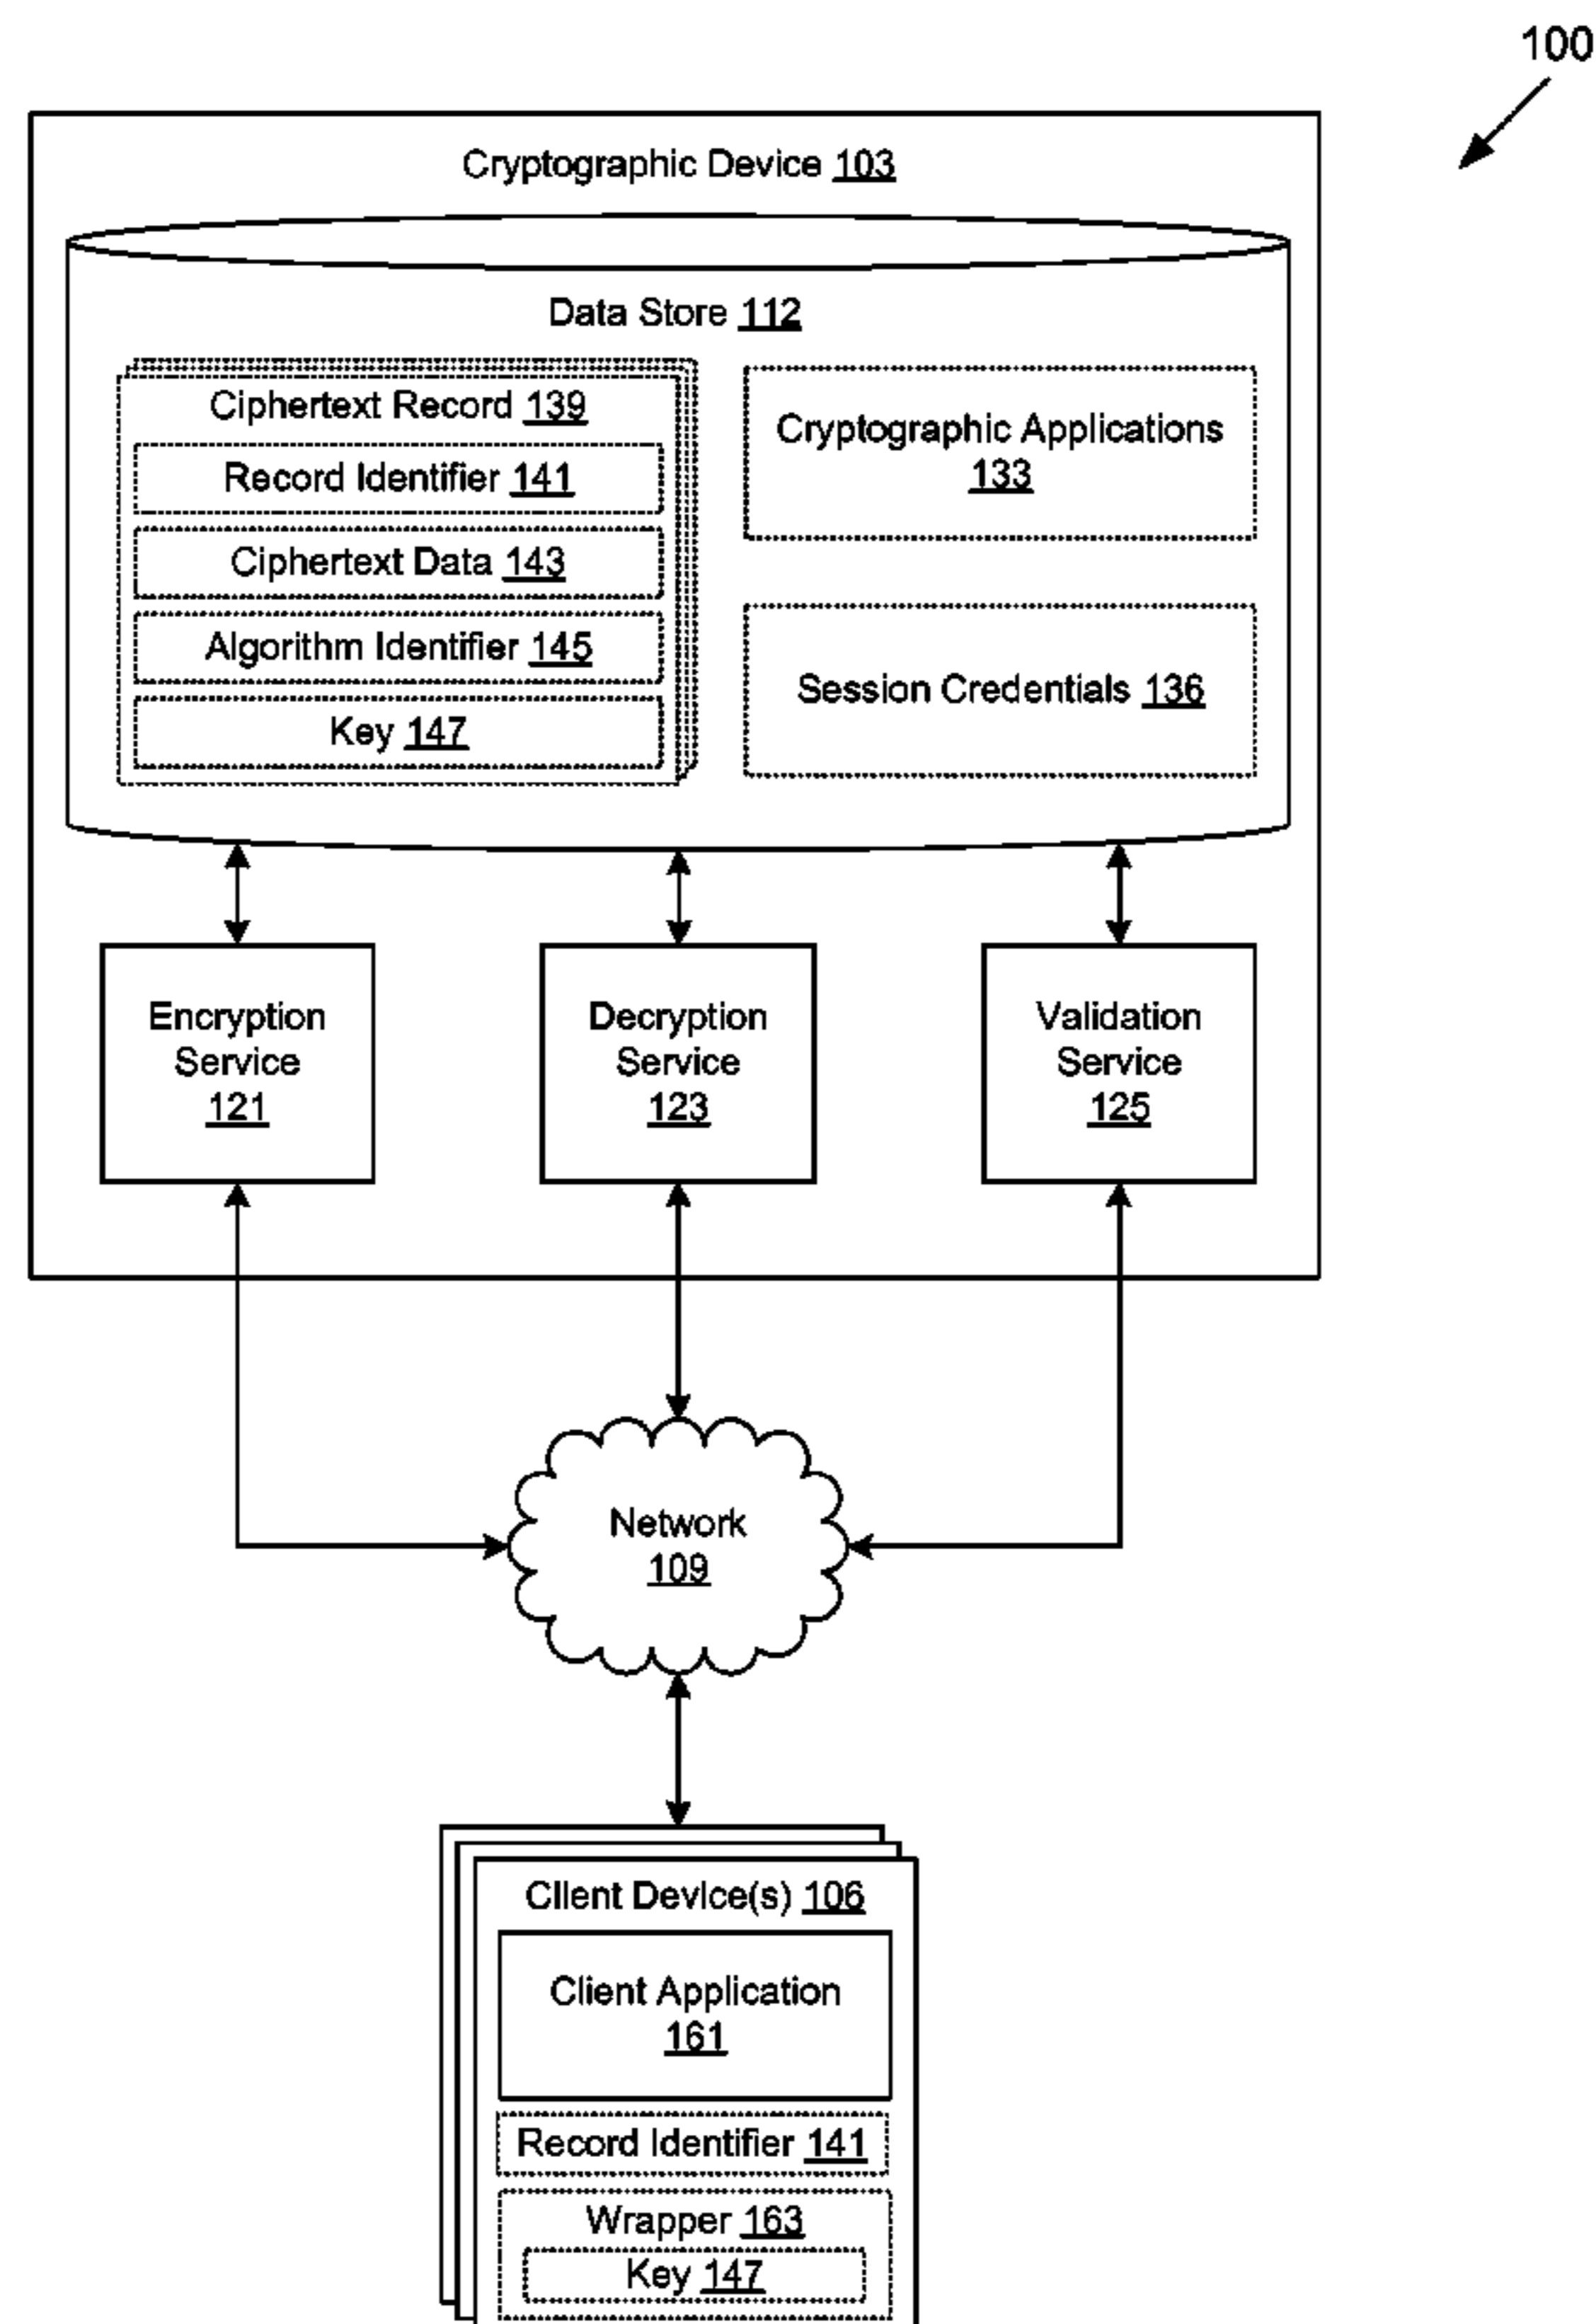 100
Cryptographic Device 103
Data Store 112
Ciphertext Record 139
Record Identifier 141
Ciphertext Data 143
Algorithm Identifier 145
Key 147
Cryptographic Applications
133
Session Credentials 136
Encryption
Service
121
Decryption
Service
123
Validation
Service
125
Network
109
Client Device(s) 106
Client Application
161
Record Identifier 141
Wrapper 163
Key 147